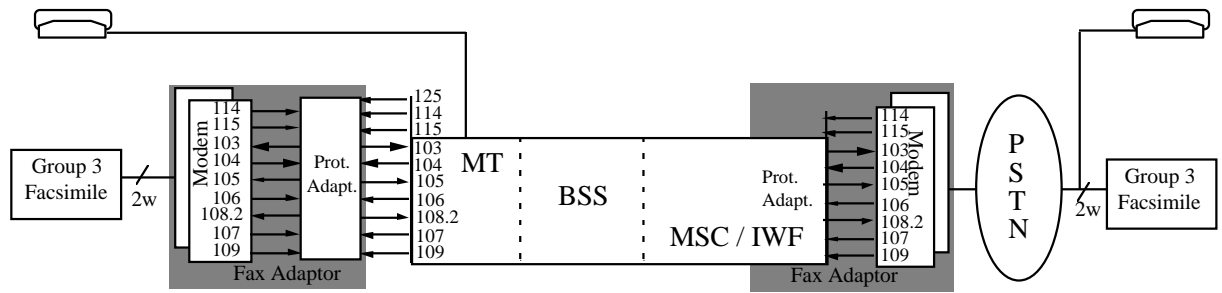 Group 3
Facsimile
2w
Modem
114
115
103
104
105
106
108.2
107
109
Fax Adaptor
Prot.
Adapt.
125
114
115
103
104
105
106
108.2
107
109
MT
BSS
MSC / IWF
Prot.
Adapt.
Fax Adaptor
114
115
103
104
105
106
108.2
107
109
Modem
P
S
T
N
2w
Group 3
Facsimile